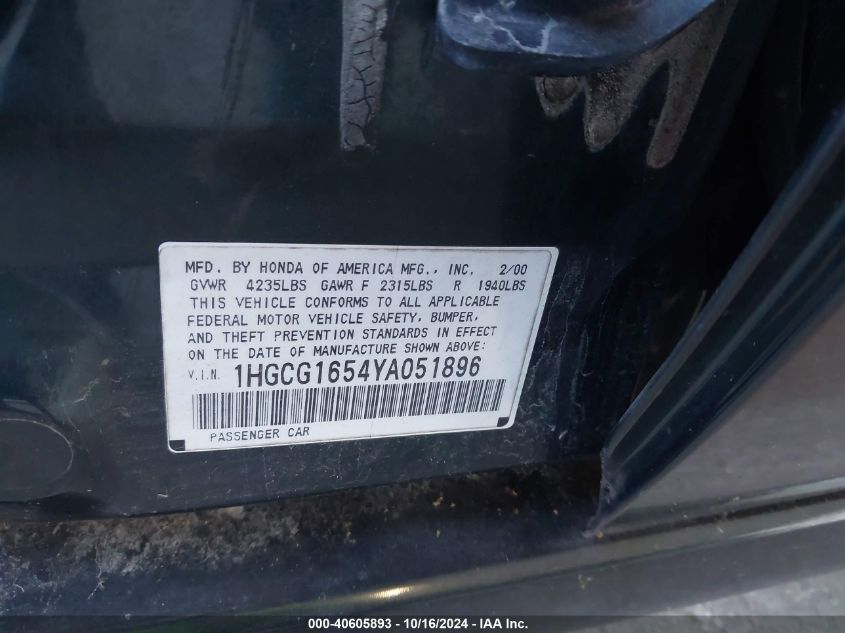 MFD. BY HONDA OF AMERICA MFG., INC. 2/00
GVWR 4235LBS GAWR F 2315LBS R 1940LBS
THIS VEHICLE CONFORMS TO ALL APPLICABLE
FEDERAL MOTOR VEHICLE SAFETY, BUMPER,
AND THEFT PREVENTION STANDARDS IN EFFECT
ON THE DATE OF MANUFACTURE SHOWN ABOVE:
V.I.N. 1HGCG1654YA051896
PASSENGER CAR
000-40605893 - 10/16/2024 - IAA Inc.